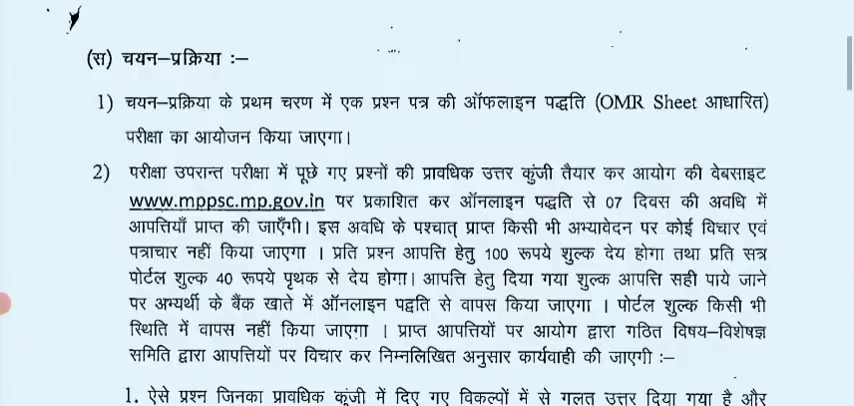 (स) चयन–प्रक्रिया :–
1) चयन–प्रक्रिया के प्रथम चरण में एक प्रश्न पत्र की ऑफलाइन पद्धति (OMR Sheet आधारित)
परीक्षा का आयोजन किया जाएगा।
2) परीक्षा उपरान्त परीक्षा में पूछे गए प्रश्नों की प्रावधिक उत्तर कुंजी तैयार कर आयोग की वेबसाइट
www.mppsc.mp.gov.in पर प्रकाशित कर ऑनलाइन पद्धति से 07 दिवस की अवधि में
आपत्तियाँ प्राप्त की जाएँगी। इस अवधि के पश्चात् प्राप्त किसी भी अभ्यावेदन पर कोई विचार एवं
पत्राचार नहीं किया जाएगा । प्रति प्रश्न आपत्ति हेतु 100 रूपये शुल्क देय होगा तथा प्रति सत्र
पोर्टल शुल्क 40 रूपये पृथक से देय होगा। आपत्ति हेतु दिया गया शुल्क आपत्ति सही पाये जाने
पर अभ्यर्थी के बैंक खाते में ऑनलाइन पद्वति से वापस किया जाएगा । पोर्टल शुल्क किसी भी
स्थिति में वापस नहीं किया जाएगा । प्राप्त आपत्तियों पर आयोग द्वारा गठित विषय–विशेषज्ञ
समिति द्वारा आपत्तियों पर विचार कर निम्नलिखित अनुसार कार्यवाही की जाएगी :–
1. ऐसे प्रश्न जिनका प्रावधिक कुंजी में दिए गए विकल्पों में से गलत उत्तर दिया गया है और